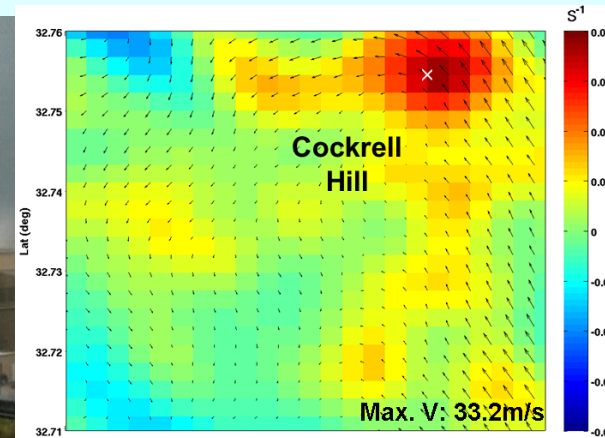 S⁻¹
32.76
32.75
32.74
32.73
32.72
32.71
Lat (deg)
Cockrell
Hill
Max. V: 33.2m/s
0